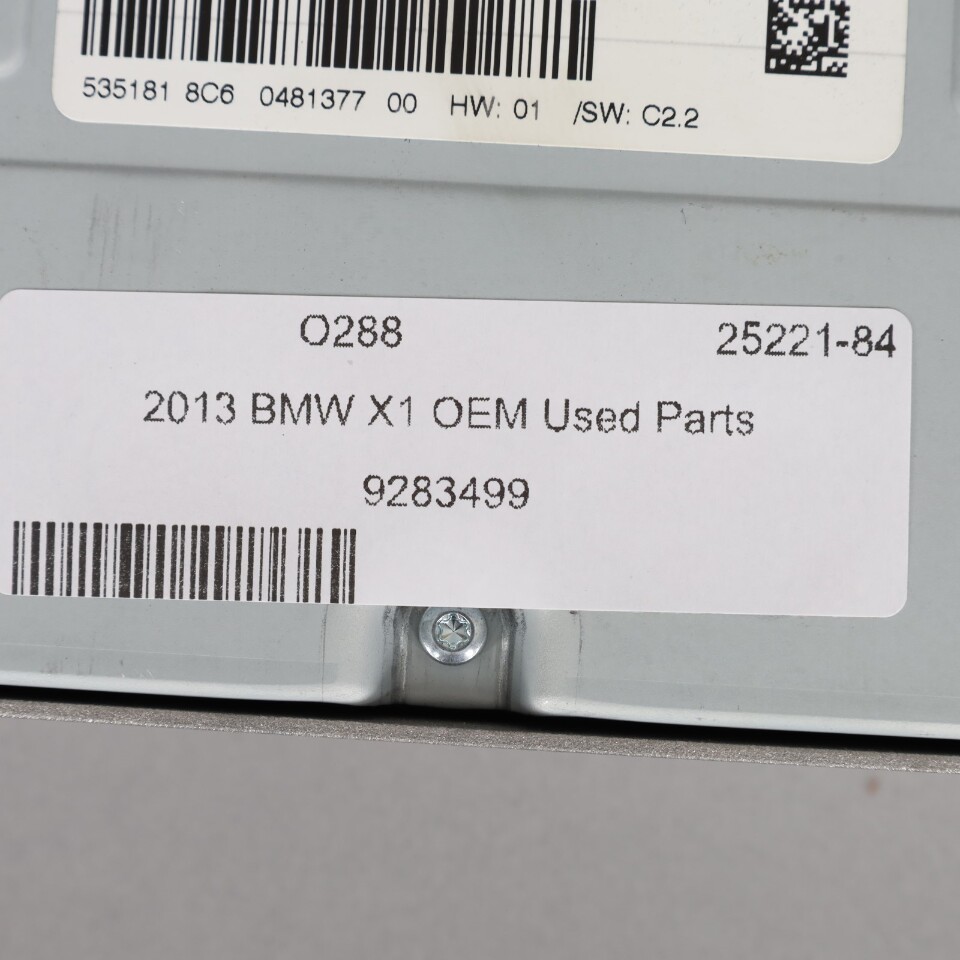 535181 8C6 0481377 00 HW: 01 /SW: C2.2
O288 25221-84
2013 BMW X1 OEM Used Parts
9283499